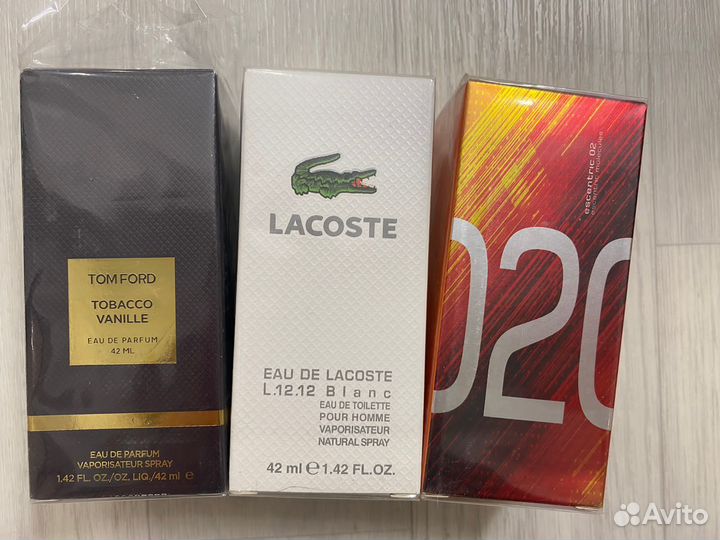 TOM FORD
TOBACCO
VANILLE
EAU DE PARFUM
42 ML
EAU DE PARFUM
VAPORISATEUR SPRAY
1.42 FL. OZ./OZ. LIQ./42 ml e
LACOSTE
EAU DE LACOSTE
L.12.12 Blanc
EAU DE TOILETTE
POUR HOMME
VAPORISATEUR
NATURAL SPRAY
42 ml e 1.42 FL.OZ.
escentric 02
escentric molecules
020
Avito